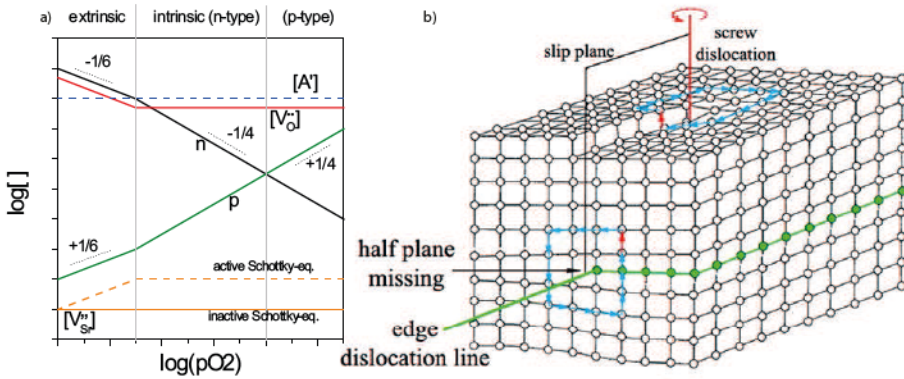 a)
extrinsic
intrinsic (n-type)
(p-type)
-1/6
[A']
[V_O^••]
-1/4
n
+1/4
p
+1/6
active Schottky-eq.
[V''_Sr]
inactive Schottky-eq.
log[ ]
log(pO2)
b)
screw
dislocation
slip plane
half plane
missing
edge
dislocation line